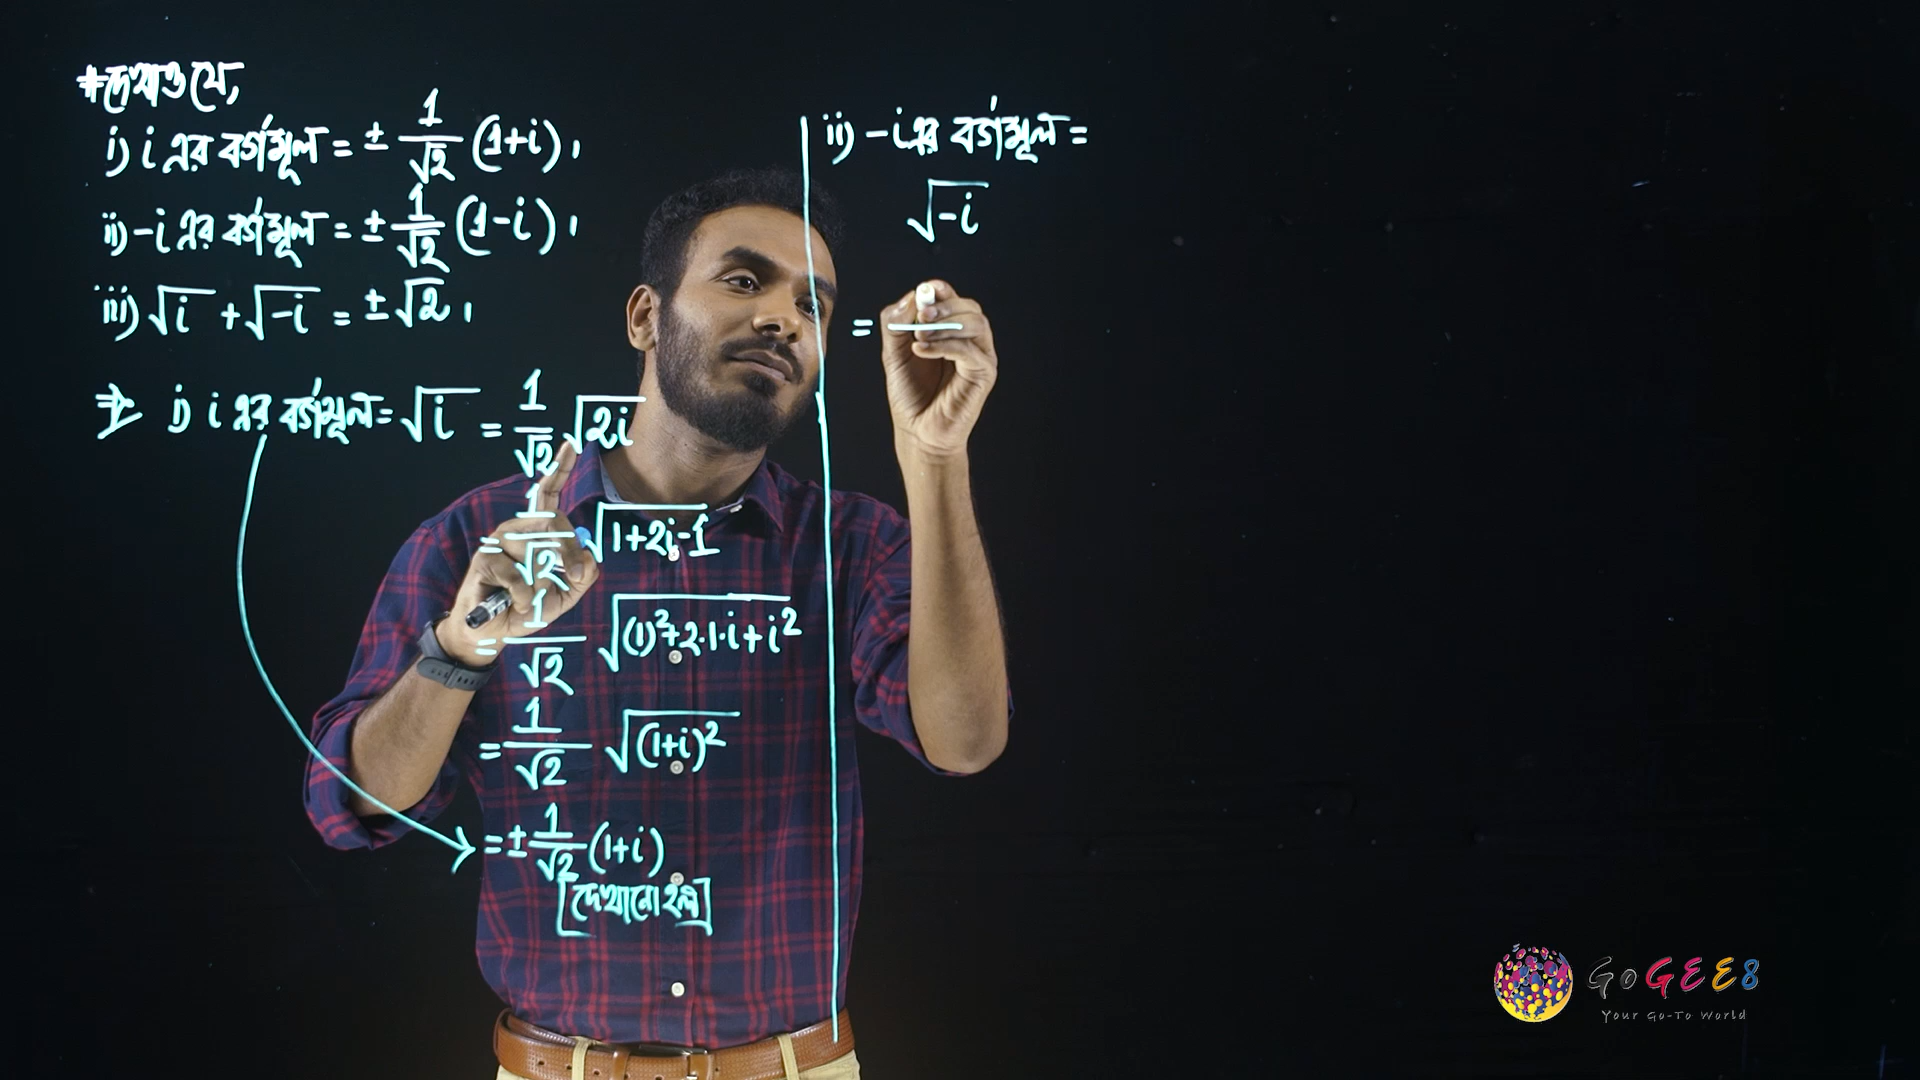 *দেখাও যে,
i) i এর বর্গমূল = ± 1/√2 (1+i),
ii) -i এর বর্গমূল = ± 1/√2 (1-i),
iii) √i + √-i = ±√2,
⇒ i) i এর বর্গমূল = √i = 1/√2 √2i
= 1/√2 √1+2i-1
= 1/√2 √(1)²+2.1.i+i²
= 1/√2 √(1+i)²
= ± 1/√2 (1+i)
[দেখানো হল]
ii) -i এর বর্গমূল =
√-i
=
GoGEE8
Your Go-To World